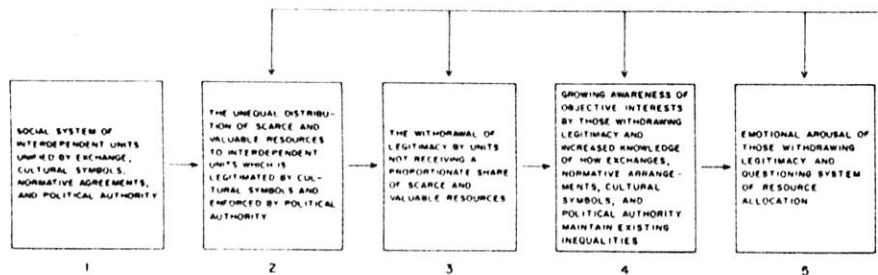 SOCIAL SYSTEM OF
INTERDEPENDENT UNITS
UNIFIED BY EXCHANGE,
CULTURAL SYMBOLS,
NORMATIVE AGREEMENTS,
AND POLITICAL AUTHORITY
1
THE UNEQUAL DISTRIBU-
TION OF SCARCE AND
VALUABLE RESOURCES
TO INTERDEPENDENT
UNITS WHICH IS
LEGITIMATED BY CUL-
TURAL SYMBOLS AND
ENFORCED BY POLITICAL
AUTHORITY
2
THE WITHDRAWAL OF
LEGITIMACY BY UNITS
NOT RECEIVING A
PROPORTIONATE SHARE
OF SCARCE AND
VALUABLE RESOURCES
3
GROWING AWARENESS OF
OBJECTIVE INTERESTS
BY THOSE WITHDRAWING
LEGITIMACY AND
INCREASED KNOWLEDGE
OF HOW EXCHANGES,
NORMATIVE ARRANGE-
MENTS, CULTURAL
SYMBOLS, AND
POLITICAL AUTHORITY
MAINTAIN EXISTING
INEQUALITIES
4
EMOTIONAL AROUSAL OF
THOSE WITHDRAWING
LEGITIMACY AND
QUESTIONING SYSTEM
OF RESOURCE
ALLOCATION
5